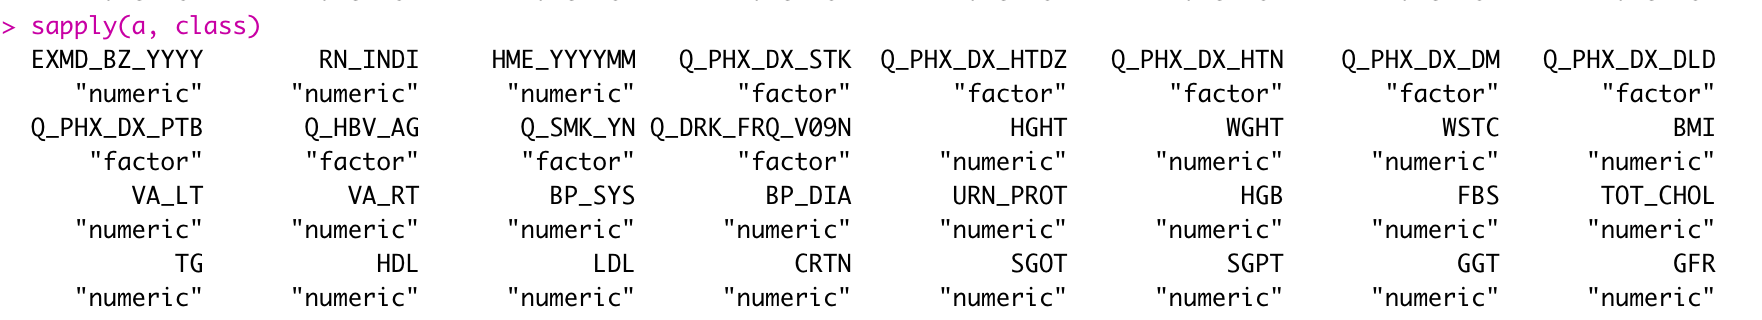 > sapply(a, class)
EXMD_BZ_YYYY RN_INDI HME_YYYYMM Q_PHX_DX_STK Q_PHX_DX_HTDZ Q_PHX_DX_HTN Q_PHX_DX_DM Q_PHX_DX_DLD
"numeric" "numeric" "numeric" "factor" "factor" "factor" "factor" "factor"
Q_PHX_DX_PTB Q_HBV_AG Q_SMK_YN Q_DRK_FRQ_V09N HGHT WGHT WSTC BMI
"factor" "factor" "factor" "factor" "numeric" "numeric" "numeric" "numeric"
VA_LT VA_RT BP_SYS BP_DIA URN_PROT HGB FBS TOT_CHOL
"numeric" "numeric" "numeric" "numeric" "numeric" "numeric" "numeric" "numeric"
TG HDL LDL CRTN SGOT SGPT GGT GFR
"numeric" "numeric" "numeric" "numeric" "numeric" "numeric" "numeric" "numeric"